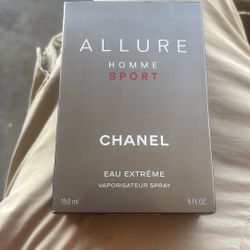 ALLURE
HOMME
SPORT
CHANEL
EAU EXTRÊME
VAPORISATEUR SPRAY
150 ml 5 FL. OZ.